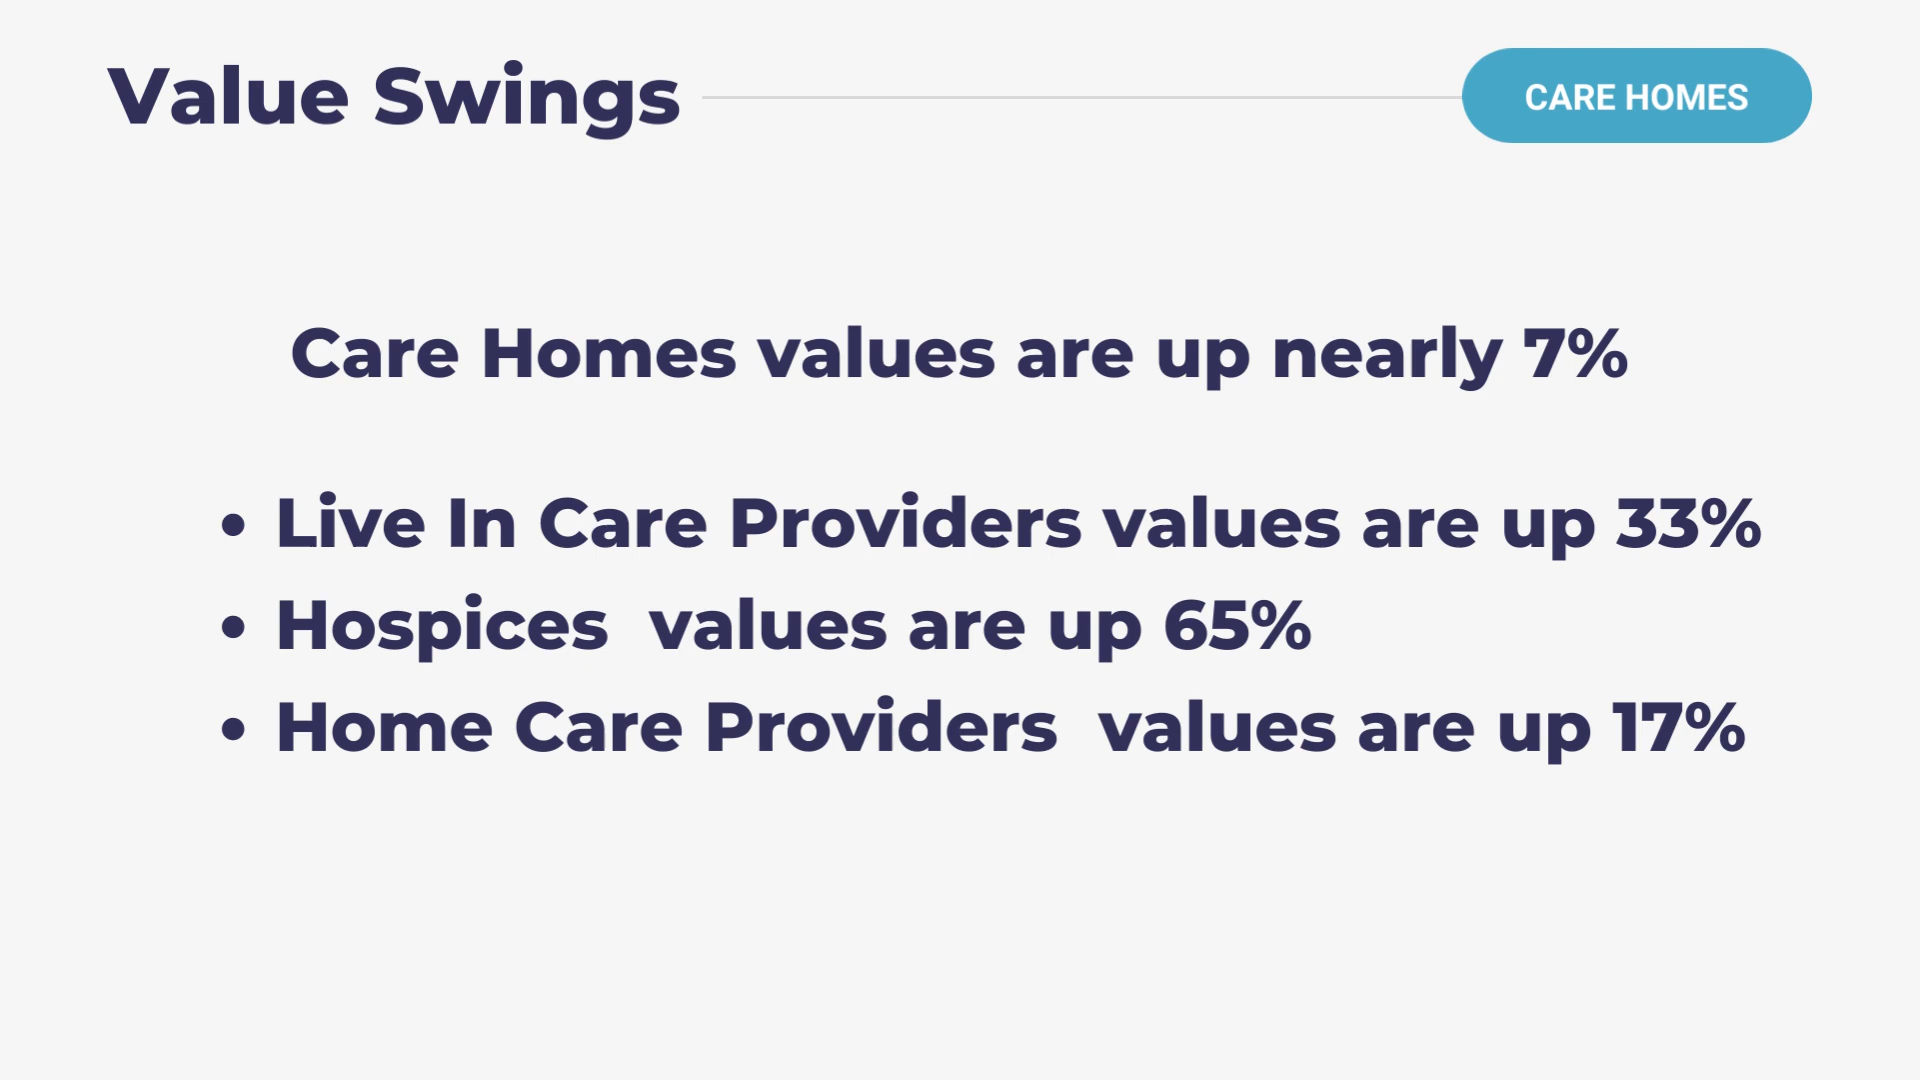 Value Swings
CARE HOMES
Care Homes values are up nearly 7%
• Live In Care Providers values are up 33%
• Hospices  values are up 65%
• Home Care Providers  values are up 17%